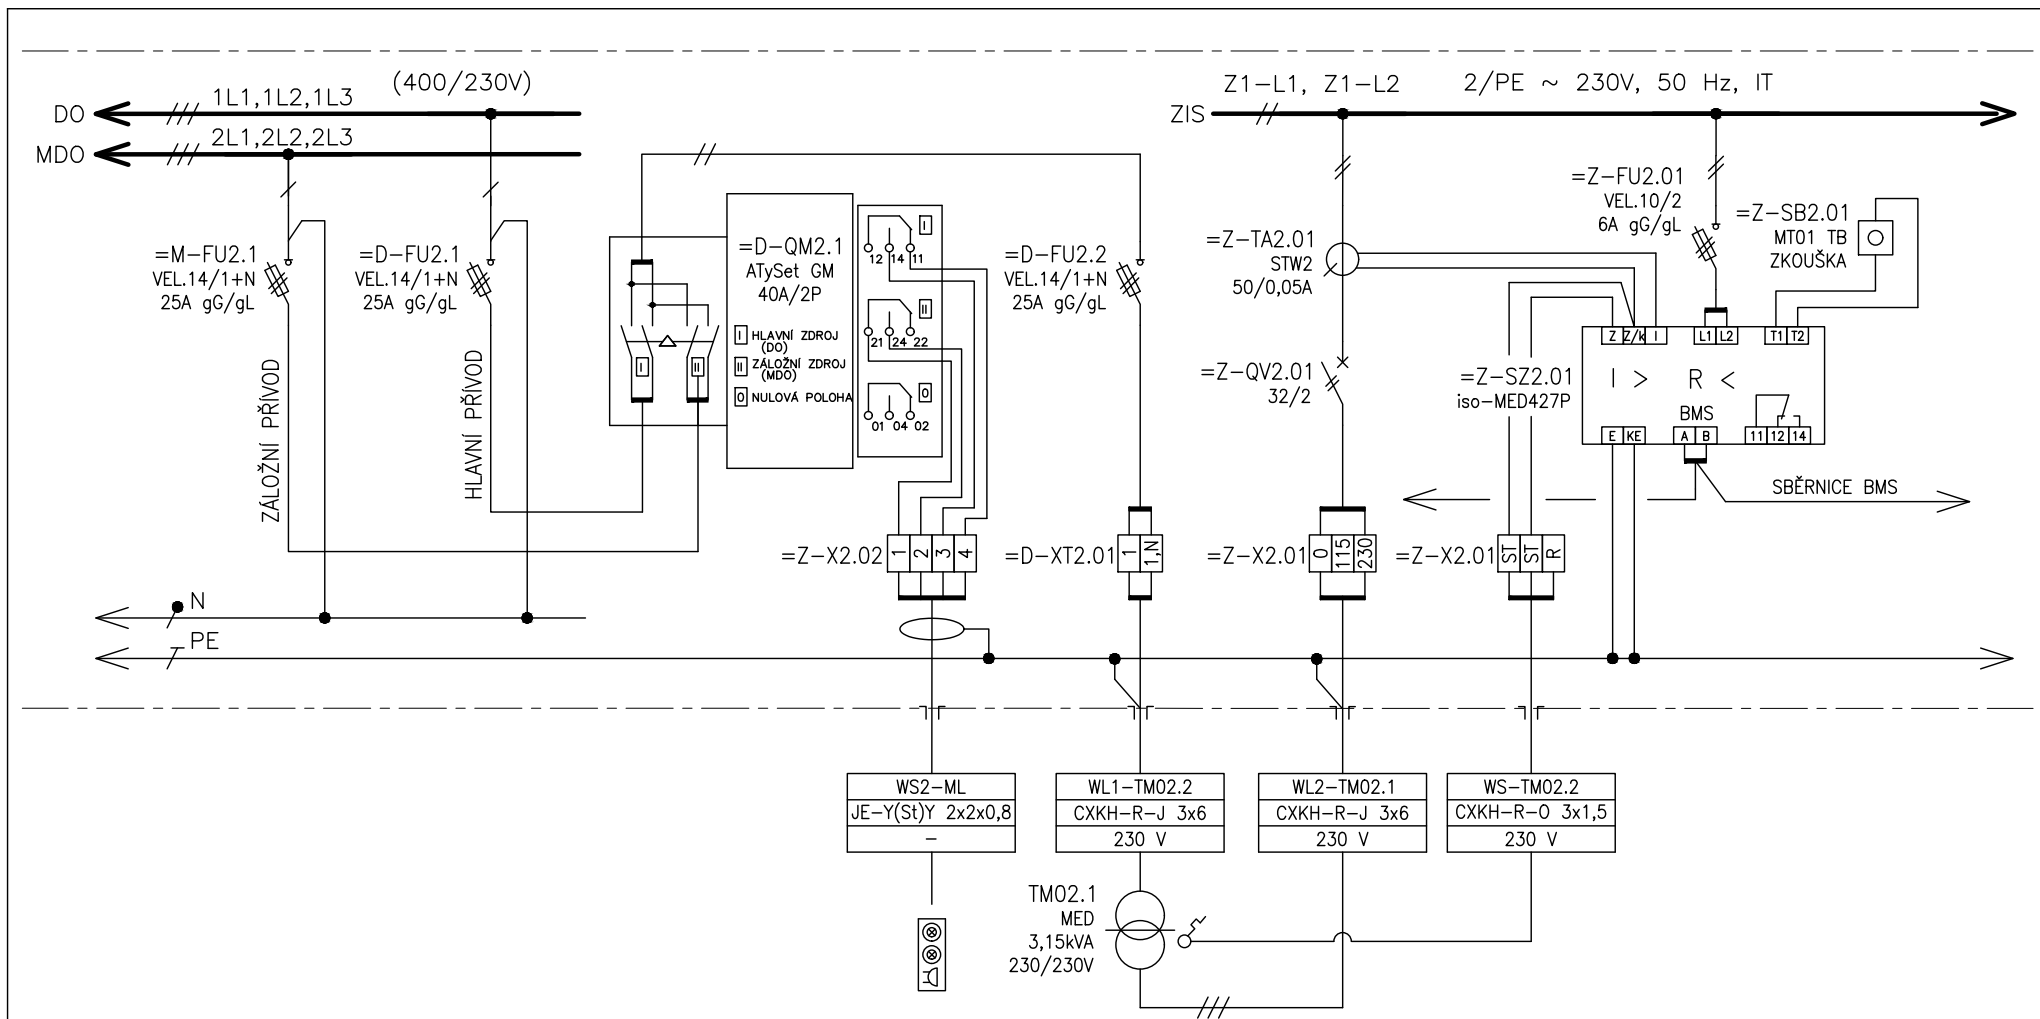 (400/230V)
DO
1L1,1L2,1L3
MDO
2L1,2L2,2L3
Z1-L1, Z1-L2
2/PE ~ 230V, 50 Hz, IT
ZIS
=M-FU2.1
VEL.14/1+N
25A gG/gL
=D-FU2.1
VEL.14/1+N
25A gG/gL
ZÁLOŽNÍ PŘÍVOD
HLAVNÍ PŘÍVOD
I
II
=D-QM2.1
ATySet GM
40A/2P
I HLAVNÍ ZDROJ
(DO)
II ZÁLOŽNÍ ZDROJ
(MDO)
0 NULOVÁ POLOHA
I
12 14 11
II
21 24 22
0
01 04 02
=D-FU2.2
VEL.14/1+N
25A gG/gL
=Z-TA2.01
STW2
50/0,05A
=Z-QV2.01
32/2
=Z-FU2.01
VEL.10/2
6A gG/gL
=Z-SB2.01
MT01 TB
ZKOUŠKA
=Z-SZ2.01
iso-MED427P
Z Z/k I
L1 L2
T1 T2
I >
R <
BMS
E KE
A B
11 12 14
SBĚRNICE BMS
=Z-X2.02
1 2 3 4
=D-XT2.01
1 1,N
=Z-X2.01
0 115 230
=Z-X2.01
ST ST R
N
PE
WS2-ML
JE-Y(St)Y 2x2x0,8
-
WL1-TM02.2
CXKH-R-J 3x6
230 V
WL2-TM02.1
CXKH-R-J 3x6
230 V
WS-TM02.2
CXKH-R-O 3x1,5
230 V
TM02.1
MED
3,15kVA
230/230V